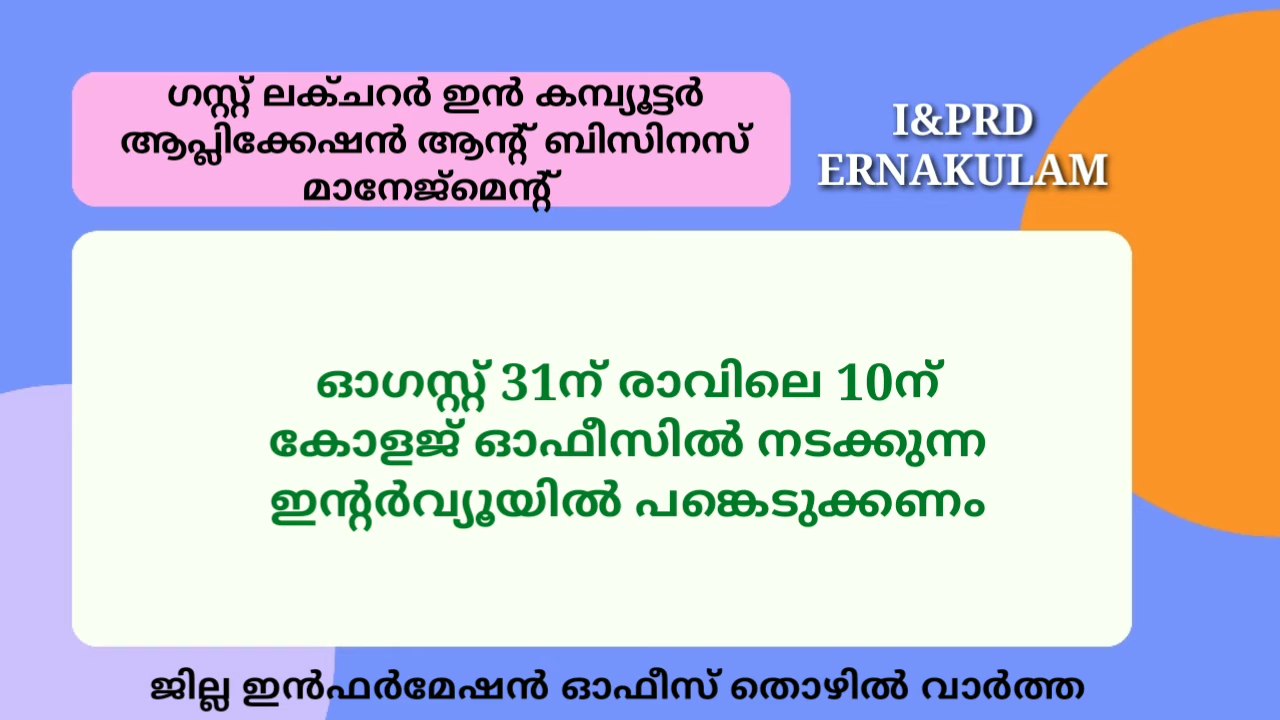 ഗസ്റ്റ് ലക്ചറർ ഇൻ കമ്പ്യൂട്ടർ
ആപ്ലിക്കേഷൻ ആന്റ് ബിസിനസ്
മാനേജ്മെന്റ്
I&PRD
ERNAKULAM
ഓഗസ്റ്റ് 31ന് രാവിലെ 10ന്
കോളജ് ഓഫീസിൽ നടക്കുന്ന
ഇന്റർവ്യൂയിൽ പങ്കെടുക്കണം
ജില്ല ഇൻഫർമേഷൻ ഓഫീസ് തൊഴിൽ വാർത്ത